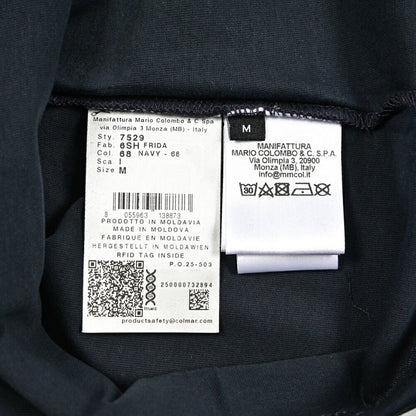 Manifattura Mario Colombo & C. Spa
via Olimpia 3 Monza (MB) - Italy
Sty. 7529
Fab. 6SH FRIDA
Col. 68 NAVY - 68
Sca. I
Size M
8 055963 138873
PRODOTTO IN MOLDAVIA
MADE IN MOLDOVA
FABRIQUE EN MOLDAVIE
HERGESTELLT IN MOLDAWIEN
RFID TAG INSIDE
P.O.25-503
250000732894
productsafety@colmar.com
M
MANIFATTURA
MARIO COLOMBO & C. S.P.A.
Via Olimpia 3, 20900
Monza (MB), Italy
info@mmcol.it
30